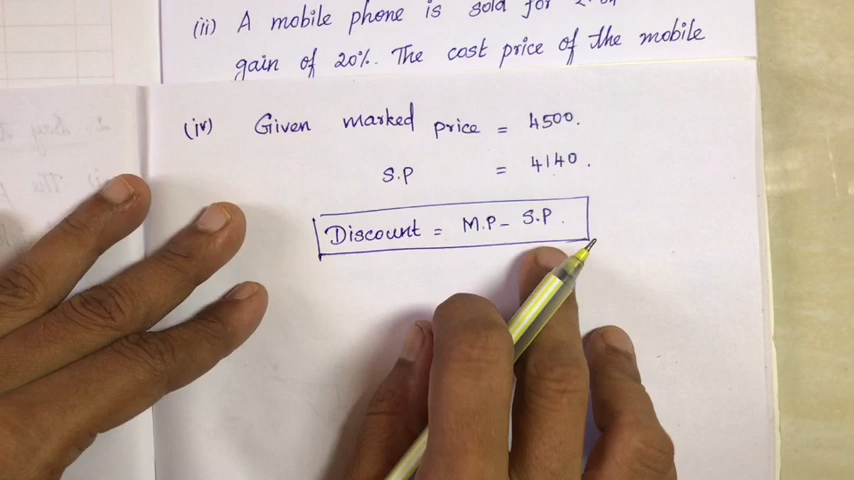 (ii) A mobile phone is sold for
gain of 20%. The cost price of the mobile
(iv) Given marked price = 4500.
S.P = 4140.
Discount = M.P - S.P.